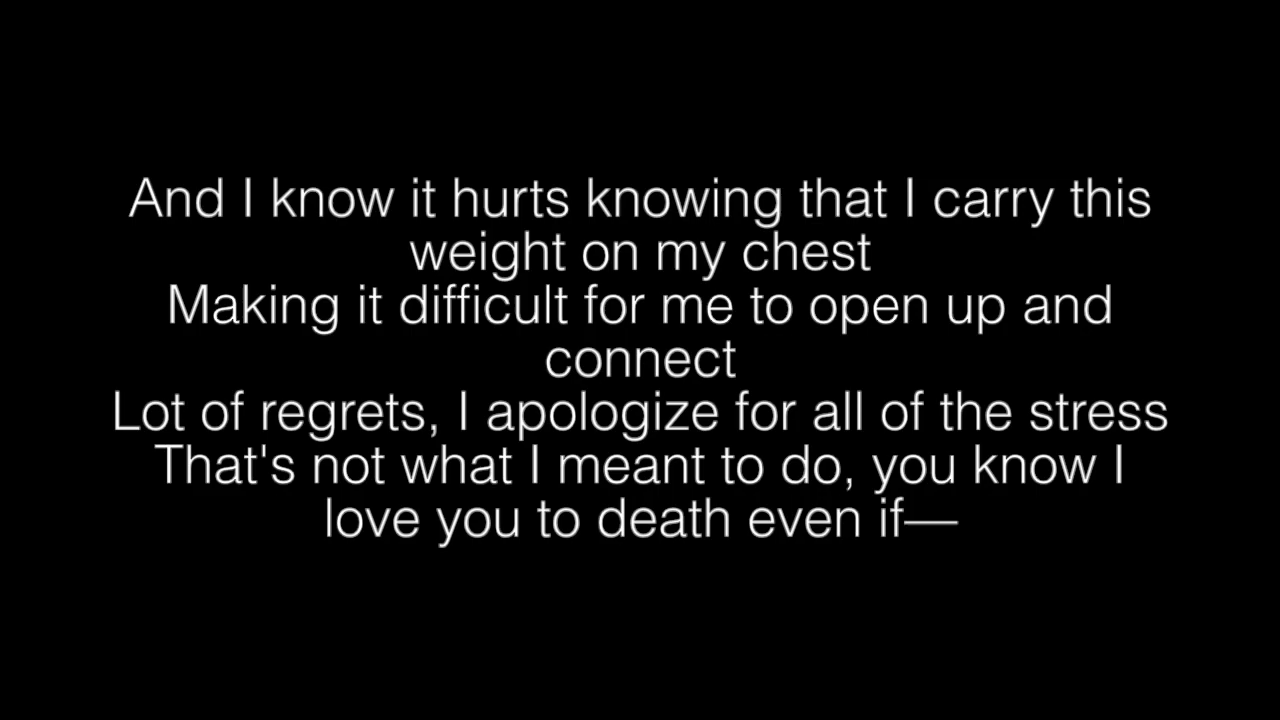 And I know it hurts knowing that I carry this
weight on my chest
Making it difficult for me to open up and
connect
Lot of regrets, I apologize for all of the stress
That's not what I meant to do, you know I
love you to death even if—